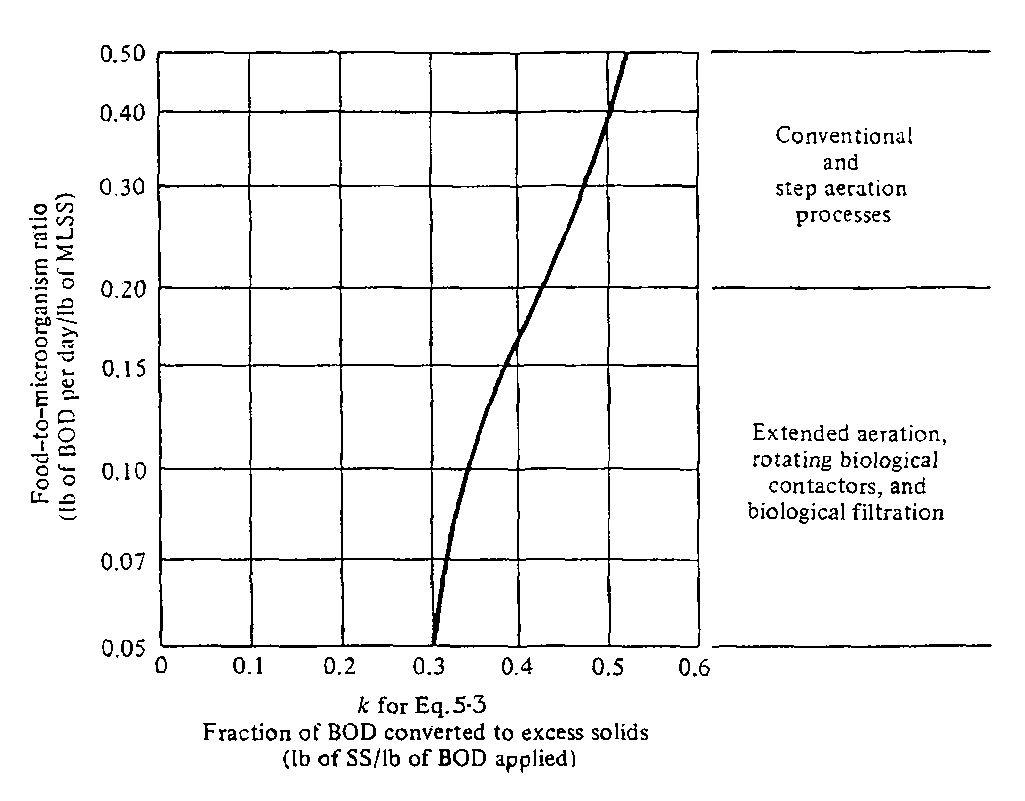 0.50
0.40
0.30
0.20
0.15
0.10
0.07
0.05
Food-to-microorganism ratio
(lb of BOD per day/lb of MLSS)
0 0.1 0.2 0.3 0.4 0.5 0.6
k for Eq. 5-3
Fraction of BOD converted to excess solids
(lb of SS/lb of BOD applied)
Conventional
and
step aeration
processes
Extended aeration,
rotating biological
contactors, and
biological filtration